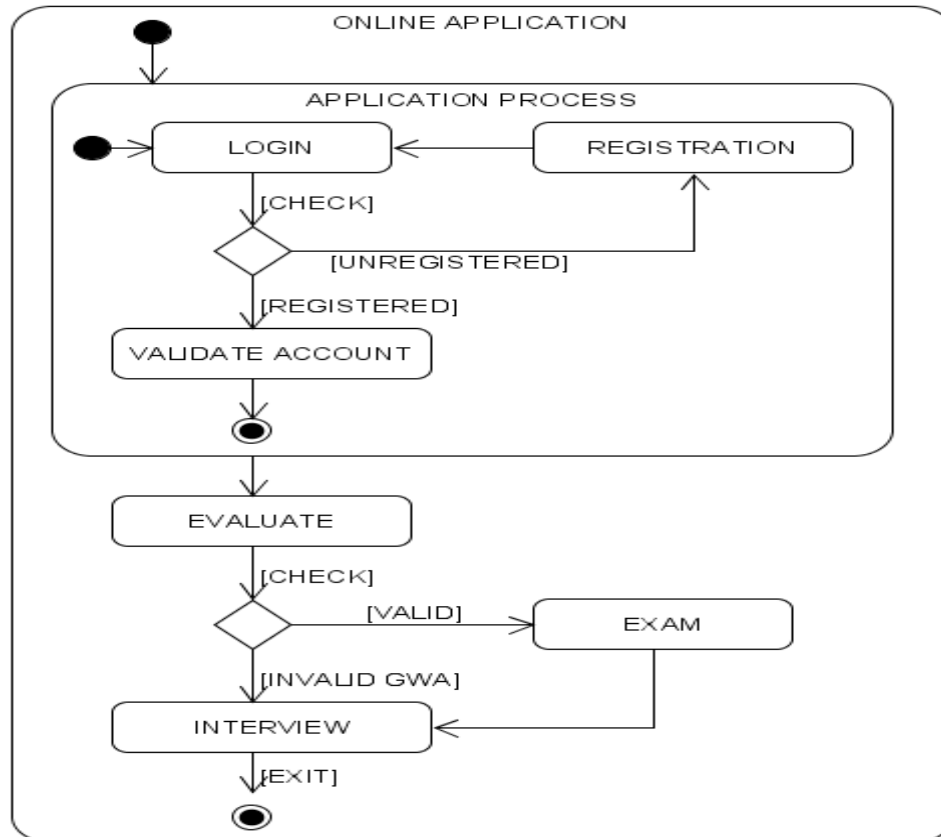 ONLINE APPLICATION
APPLICATION PROCESS
LOGIN
REGISTRATION
[CHECK]
[UNREGISTERED]
[REGISTERED]
VALIDATE ACCOUNT
EVALUATE
[CHECK]
[VALID]
EXAM
[INVALID GWA]
INTERVIEW
[EXIT]